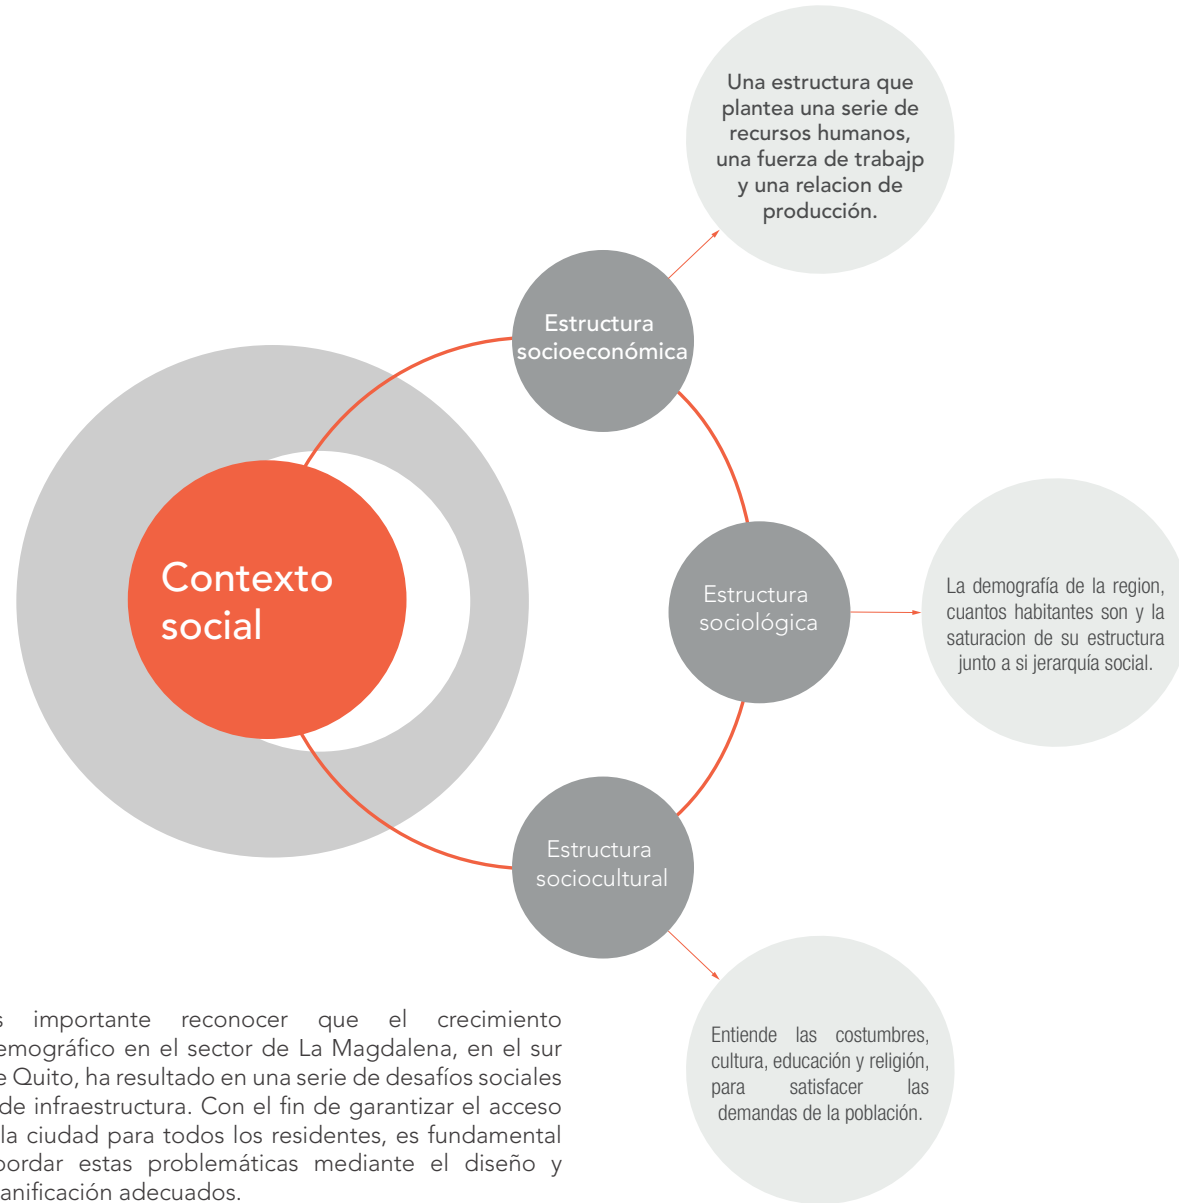 Una estructura que
plantea una serie de
recursos humanos,
una fuerza de trabajp
y una relacion de
producción.
Estructura
socioeconómica
Contexto
social
Estructura
sociológica
La demografía de la region,
cuantos habitantes son y la
saturacion de su estructura
junto a si jerarquía social.
Estructura
sociocultural
Entiende las costumbres,
cultura, educación y religión,
para satisfacer las
demandas de la población.
s importante reconocer que el crecimiento
emográfico en el sector de La Magdalena, en el sur
e Quito, ha resultado en una serie de desafíos sociales
de infraestructura. Con el fin de garantizar el acceso
la ciudad para todos los residentes, es fundamental
bordar estas problemáticas mediante el diseño y
anificación adecuados.